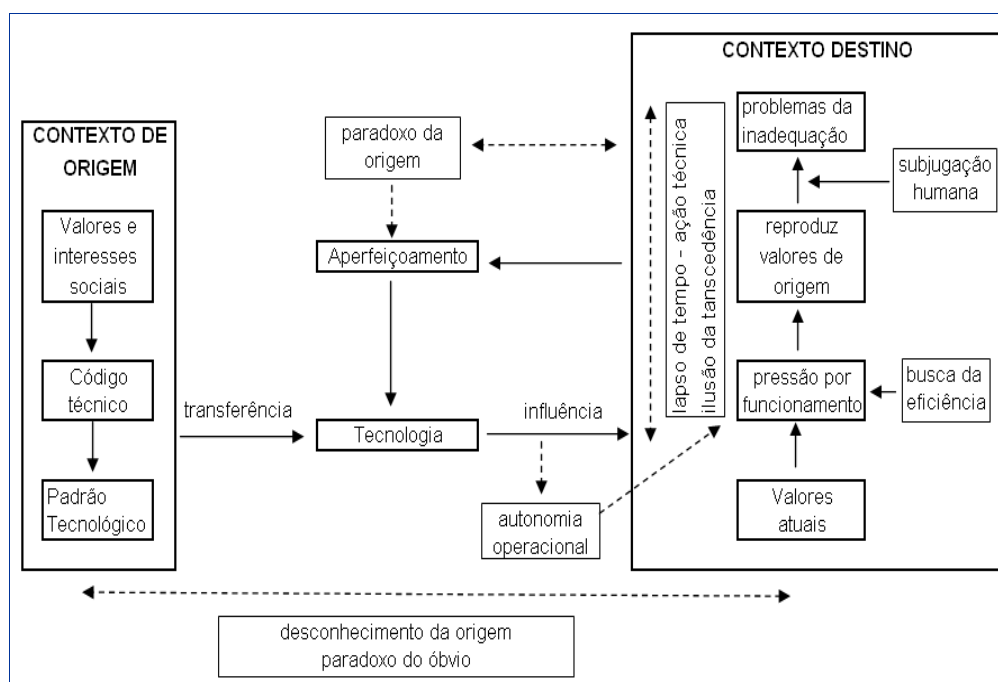 CONTEXTO DE
ORIGEM
Valores e
interesses
sociais
Código
técnico
Padrão
Tecnológico
transferência
paradoxo da
origem
Aperfeiçoamento
Tecnologia
influência
autonomia
operacional
CONTEXTO DESTINO
lapso de tempo - ação técnica
ilusão da tanscedência
problemas da
inadequação
subjugação
humana
reproduz
valores de
origem
pressão por
funcionamento
busca da
eficiência
Valores
atuais
desconhecimento da origem
paradoxo do óbvio